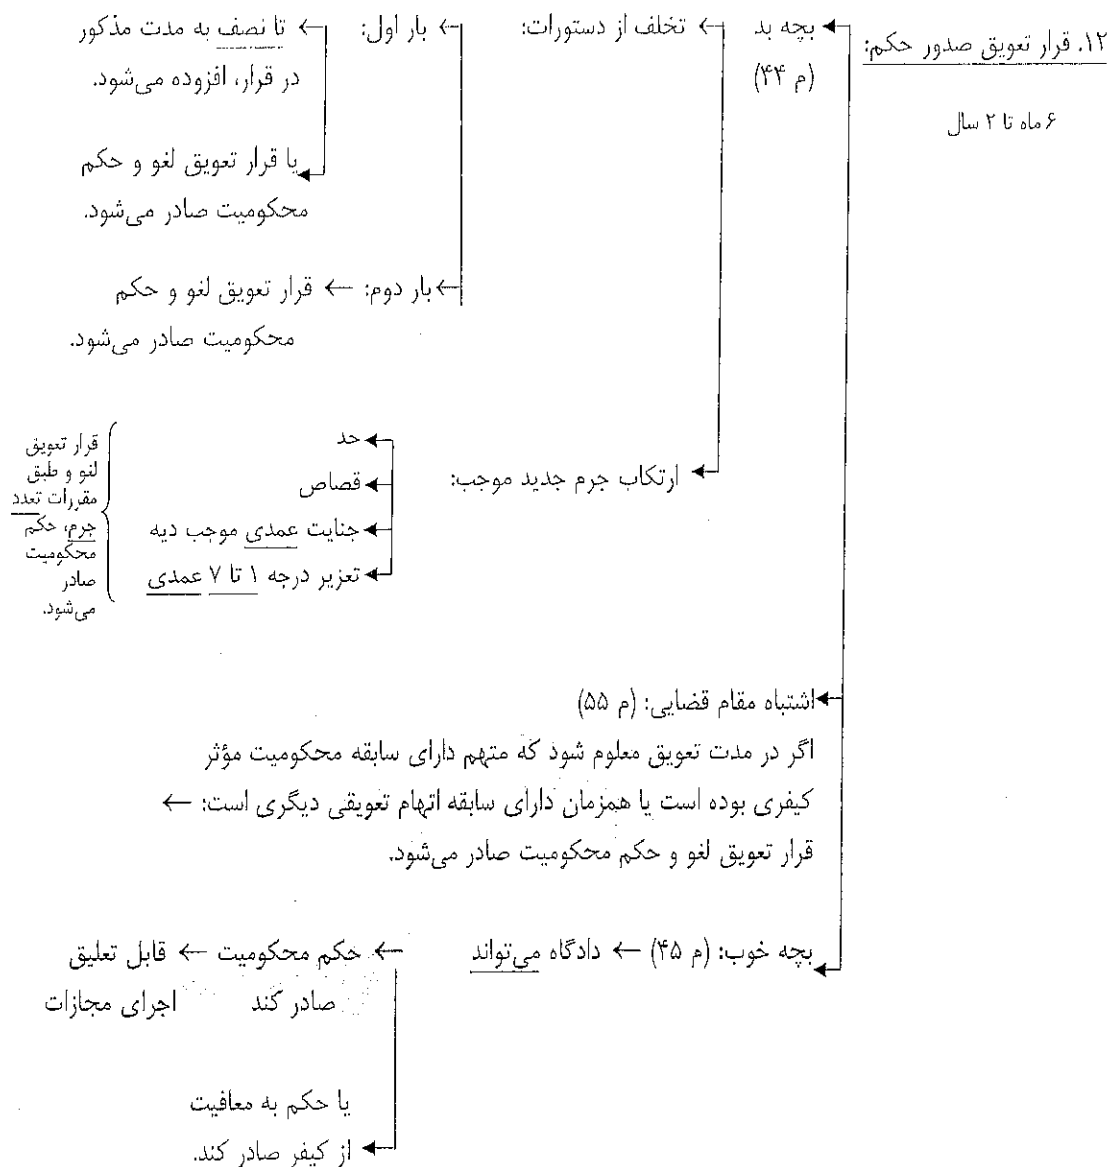 ۱۲. قرار تعویق صدور حکم:
۶ ماه تا ۲ سال
بچه بد
(م ۴۴)
تخلف از دستورات:
بار اول:
تا نصف به مدت مذکور
در قرار، افزوده می‌شود.
یا قرار تعویق لغو و حکم
محکومیت صادر می‌شود.
بار دوم: ← قرار تعویق لغو و حکم
محکومیت صادر می‌شود.
ارتکاب جرم جدید موجب:
حد
قصاص
جنایت عمدی موجب دیه
تعزیر درجه ۱ تا ۷ عمدی
قرار تعویق
لغو و طبق
مقررات تعدد
جرم، حکم
محکومیت
صادر
می‌شود.
اشتباه مقام قضایی: (م ۵۵)
اگر در مدت تعویق معلوم شود که متهم دارای سابقه محکومیت مؤثر
کیفری بوده است یا همزمان دارای سابقه اتهام تعویقی دیگری است: ←
قرار تعویق لغو و حکم محکومیت صادر می‌شود.
بچه خوب: (م ۴۵) ← دادگاه می‌تواند
← حکم محکومیت ← قابل تعلیق
صادر کند اجرای مجازات
یا حکم به معافیت
از کیفر صادر کند.